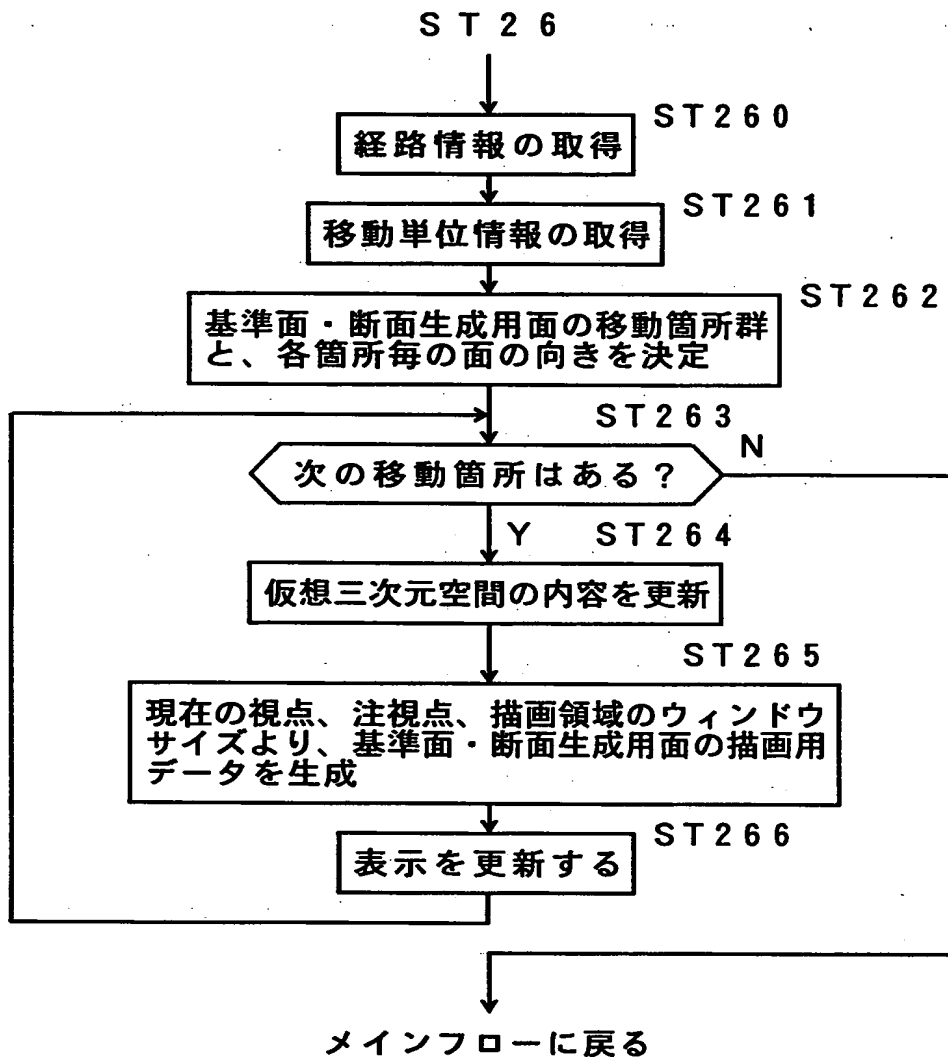 ST26
ST260
経路情報の取得
ST261
移動単位情報の取得
ST262
基準面・断面生成用面の移動箇所群
と、各箇所毎の面の向きを決定
ST263
次の移動箇所はある?
N
Y
ST264
仮想三次元空間の内容を更新
ST265
現在の視点、注視点、描画領域のウィンドウ
サイズより、基準面・断面生成用面の描画用
データを生成
ST266
表示を更新する
メインフローに戻る